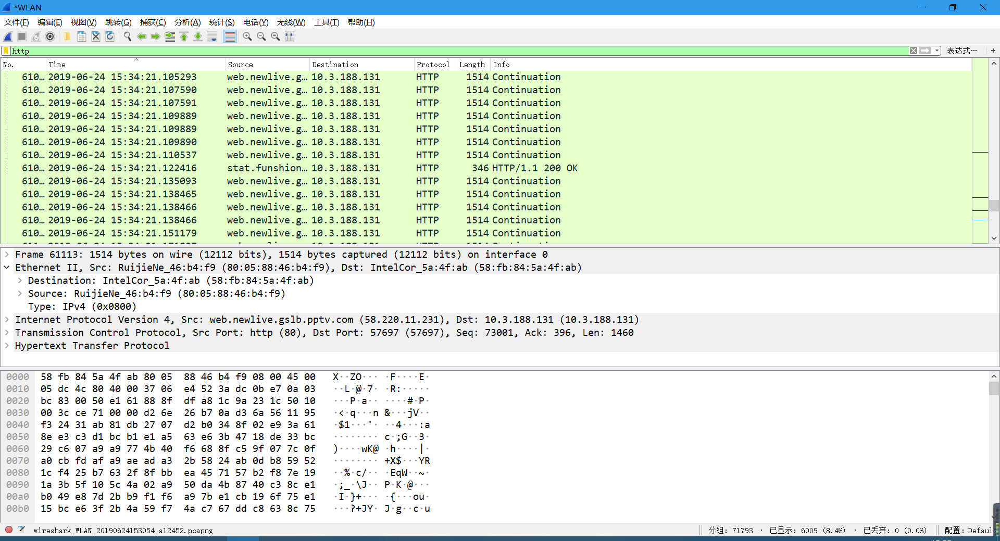 *WLAN
文件(F) 编辑(E) 视图(V) 跳转(G) 捕获(C) 分析(A) 统计(S) 电话(Y) 无线(W) 工具(T) 帮助(H)
http 表达式… +
No. Time Source Destination Protocol Length Info
610… 2019-06-24 15:34:21.105293 web.newlive.g… 10.3.188.131 HTTP 1514 Continuation
610… 2019-06-24 15:34:21.107590 web.newlive.g… 10.3.188.131 HTTP 1514 Continuation
610… 2019-06-24 15:34:21.107591 web.newlive.g… 10.3.188.131 HTTP 1514 Continuation
610… 2019-06-24 15:34:21.109889 web.newlive.g… 10.3.188.131 HTTP 1514 Continuation
610… 2019-06-24 15:34:21.109889 web.newlive.g… 10.3.188.131 HTTP 1514 Continuation
610… 2019-06-24 15:34:21.109890 web.newlive.g… 10.3.188.131 HTTP 1514 Continuation
610… 2019-06-24 15:34:21.110537 web.newlive.g… 10.3.188.131 HTTP 1514 Continuation
610… 2019-06-24 15:34:21.122416 stat.funshion… 10.3.188.131 HTTP 346 HTTP/1.1 200 OK
610… 2019-06-24 15:34:21.135093 web.newlive.g… 10.3.188.131 HTTP 1514 Continuation
610… 2019-06-24 15:34:21.138465 web.newlive.g… 10.3.188.131 HTTP 1514 Continuation
610… 2019-06-24 15:34:21.138466 web.newlive.g… 10.3.188.131 HTTP 1514 Continuation
610… 2019-06-24 15:34:21.138466 web.newlive.g… 10.3.188.131 HTTP 1514 Continuation
610… 2019-06-24 15:34:21.151179 web.newlive.g… 10.3.188.131 HTTP 1514 Continuation
Frame 61113: 1514 bytes on wire (12112 bits), 1514 bytes captured (12112 bits) on interface 0
Ethernet II, Src: RuijieNe_46:b4:f9 (80:05:88:46:b4:f9), Dst: IntelCor_5a:4f:ab (58:fb:84:5a:4f:ab)
Destination: IntelCor_5a:4f:ab (58:fb:84:5a:4f:ab)
Source: RuijieNe_46:b4:f9 (80:05:88:46:b4:f9)
Type: IPv4 (0x0800)
Internet Protocol Version 4, Src: web.newlive.gslb.pptv.com (58.220.11.231), Dst: 10.3.188.131 (10.3.188.131)
Transmission Control Protocol, Src Port: http (80), Dst Port: 57697 (57697), Seq: 73001, Ack: 396, Len: 1460
Hypertext Transfer Protocol
0000 58 fb 84 5a 4f ab 80 05 88 46 b4 f9 08 00 45 00 X··ZO··· ·F····E·
0010 05 dc 4c 80 40 00 37 06 e4 52 3a dc 0b e7 0a 03 ··L·@·7· ·R:·····
0020 bc 83 00 50 e1 61 88 8f df a8 1c 9a 23 1c 50 10 ···P·a·· ····#·P·
0030 00 3c ce 71 00 00 d2 6e 26 b7 0a d3 6a 56 11 95 ·<·q···n &···jV··
0040 f3 24 31 ab 81 db 27 07 d2 b0 34 8f 02 e9 3a 61 ·$1···'· ··4···:a
0050 8e e3 c3 d1 bc b1 e1 a5 63 e6 3b 47 18 de 33 bc ········ c·;G··3·
0060 29 c6 07 a9 a9 77 4b 40 f6 68 8f c5 9f 07 7c 0f )····wK@ ·h····|·
0070 a0 cb fd af a9 ae ad a3 2b 58 24 ab 0d b8 59 52 ········ +X$···YR
0080 1c f4 25 b7 63 2f 8f bb ea 45 71 57 b2 f8 7e 19 ··%·c/·· ·EqW··~·
0090 1a 3b 5f 10 5c 4a 02 a9 50 da 4b 87 40 c3 8c e1 ·;_·\J·· P·K·@···
00a0 b0 49 e8 7d 2b b9 f1 f6 a9 7b e1 cb 19 6f 75 e1 ·I·}+··· ·{···ou·
00b0 15 bc e6 3f 2b 4a 59 f7 4a c7 67 dd c8 63 8c 75 ···?+JY· J·g··c·u
wireshark_WLAN_20190624153054_a12452.pcapng 分组: 71793 · 已显示: 6009 (8.4%) · 已丢弃: 0 (0.0%) 配置: Defaul